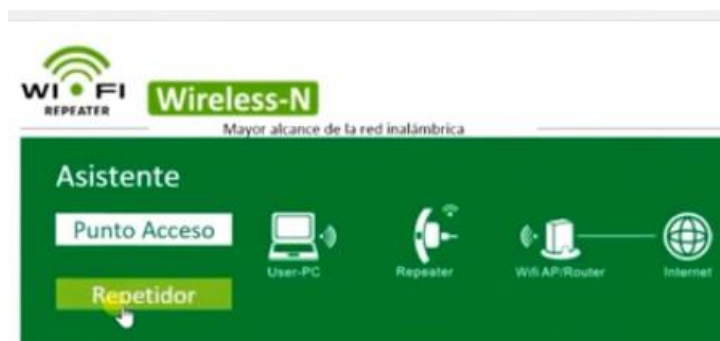 WI FI
REPEATER
Wireless-N
Mayor alcance de la red inalámbrica
Asistente
Punto Acceso
User-PC
Repeater
Wifi AP/Router
Internet
Repetidor